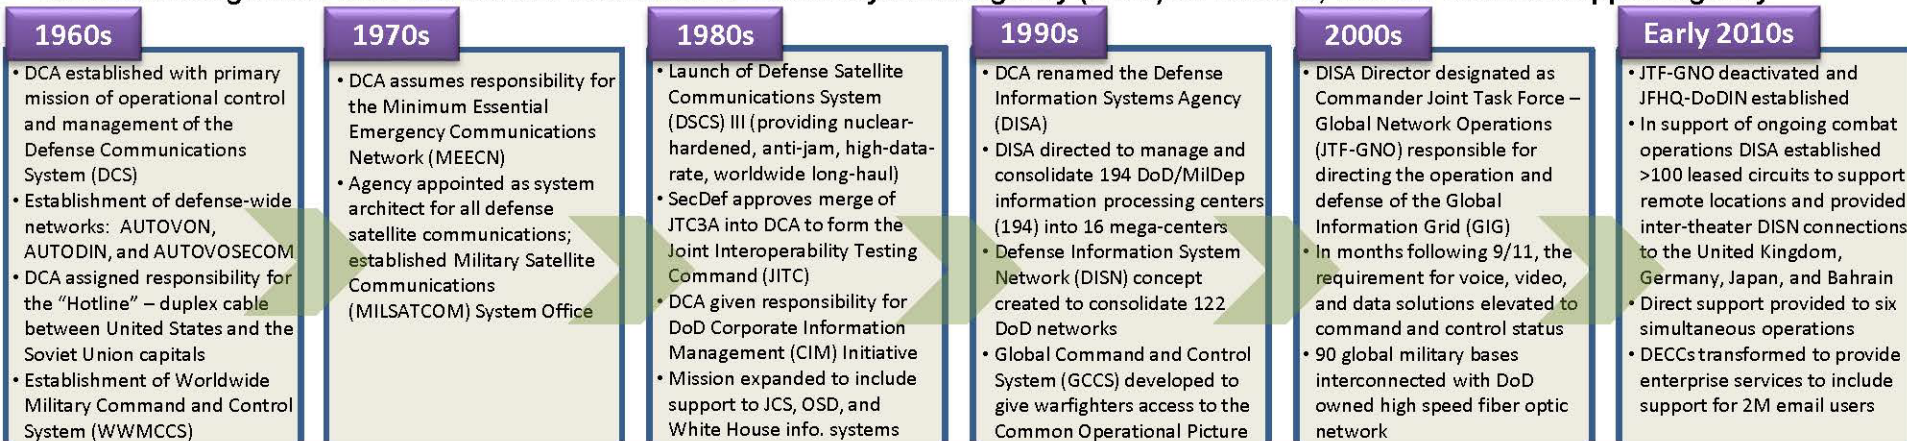 1960s
• DCA established with primary
mission of operational control
and management of the
Defense Communications
System (DCS)
• Establishment of defense-wide
networks: AUTOVON,
AUTODIN, and AUTOVOSECOM
• DCA assigned responsibility for
the “Hotline” – duplex cable
between United States and the
Soviet Union capitals
• Establishment of Worldwide
Military Command and Control
System (WWMCCS)
1970s
• DCA assumes responsibility for
the Minimum Essential
Emergency Communications
Network (MEECN)
• Agency appointed as system
architect for all defense
satellite communications;
established Military Satellite
Communications
(MILSATCOM) System Office
1980s
• Launch of Defense Satellite
Communications System
(DSCS) III (providing nuclear-
hardened, anti-jam, high-data-
rate, worldwide long-haul)
• SecDef approves merge of
JTC3A into DCA to form the
Joint Interoperability Testing
Command (JITC)
• DCA given responsibility for
DoD Corporate Information
Management (CIM) Initiative
• Mission expanded to include
support to JCS, OSD, and
White House info. systems
1990s
• DCA renamed the Defense
Information Systems Agency
(DISA)
• DISA directed to manage and
consolidate 194 DoD/MilDep
information processing centers
(194) into 16 mega-centers
• Defense Information System
Network (DISN) concept
created to consolidate 122
DoD networks
• Global Command and Control
System (GCCS) developed to
give warfighters access to the
Common Operational Picture
2000s
• DISA Director designated as
Commander Joint Task Force –
Global Network Operations
(JTF-GNO) responsible for
directing the operation and
defense of the Global
Information Grid (GIG)
• In months following 9/11, the
requirement for voice, video,
and data solutions elevated to
command and control status
• 90 global military bases
interconnected with DoD
owned high speed fiber optic
network
Early 2010s
• JTF-GNO deactivated and
JFHQ-DoDIN established
• In support of ongoing combat
operations DISA established
>100 leased circuits to support
remote locations and provided
inter-theater DISN connections
to the United Kingdom,
Germany, Japan, and Bahrain
• Direct support provided to six
simultaneous operations
• DECCs transformed to provide
enterprise services to include
support for 2M email users